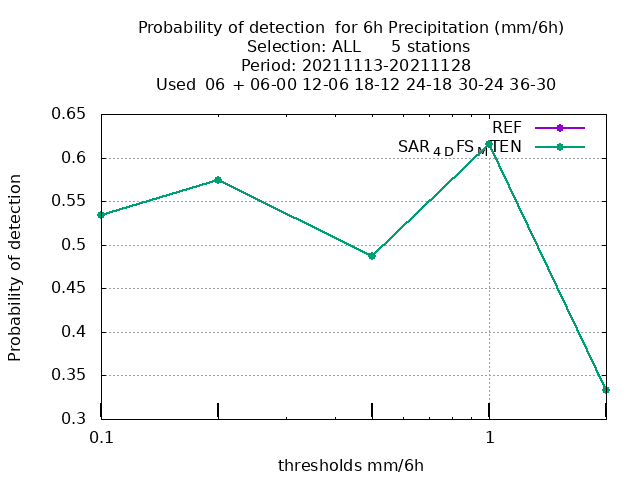 Probability of detection  for 6h Precipitation (mm/6h)
Selection: ALL      5 stations
Period: 20211113-20211128
Used  06 + 06-00 12-06 18-12 24-18 30-24 36-30
0.65
0.6
0.55
0.5
0.45
0.4
0.35
0.3
Probability of detection
REF
SAR4DFSMTEN
0.1
1
thresholds mm/6h